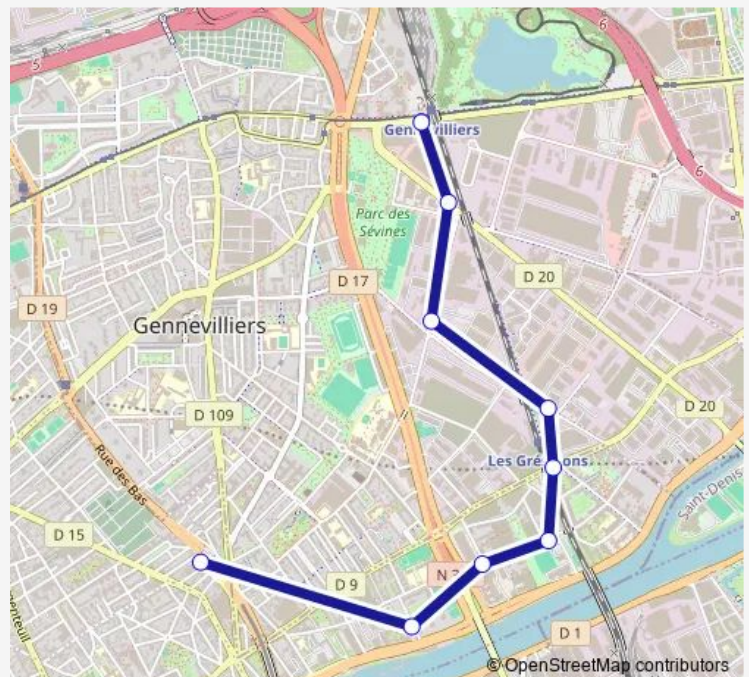 5
6
Gennevilliers
Parc des
Sévines
6
D 17
D 20
D 19
Gennevilliers
D 109
D 20
Rue des Bas
Les Grésillons
Saint-Denis
D 15
D 9
D 1
© OpenStreetMap contributors